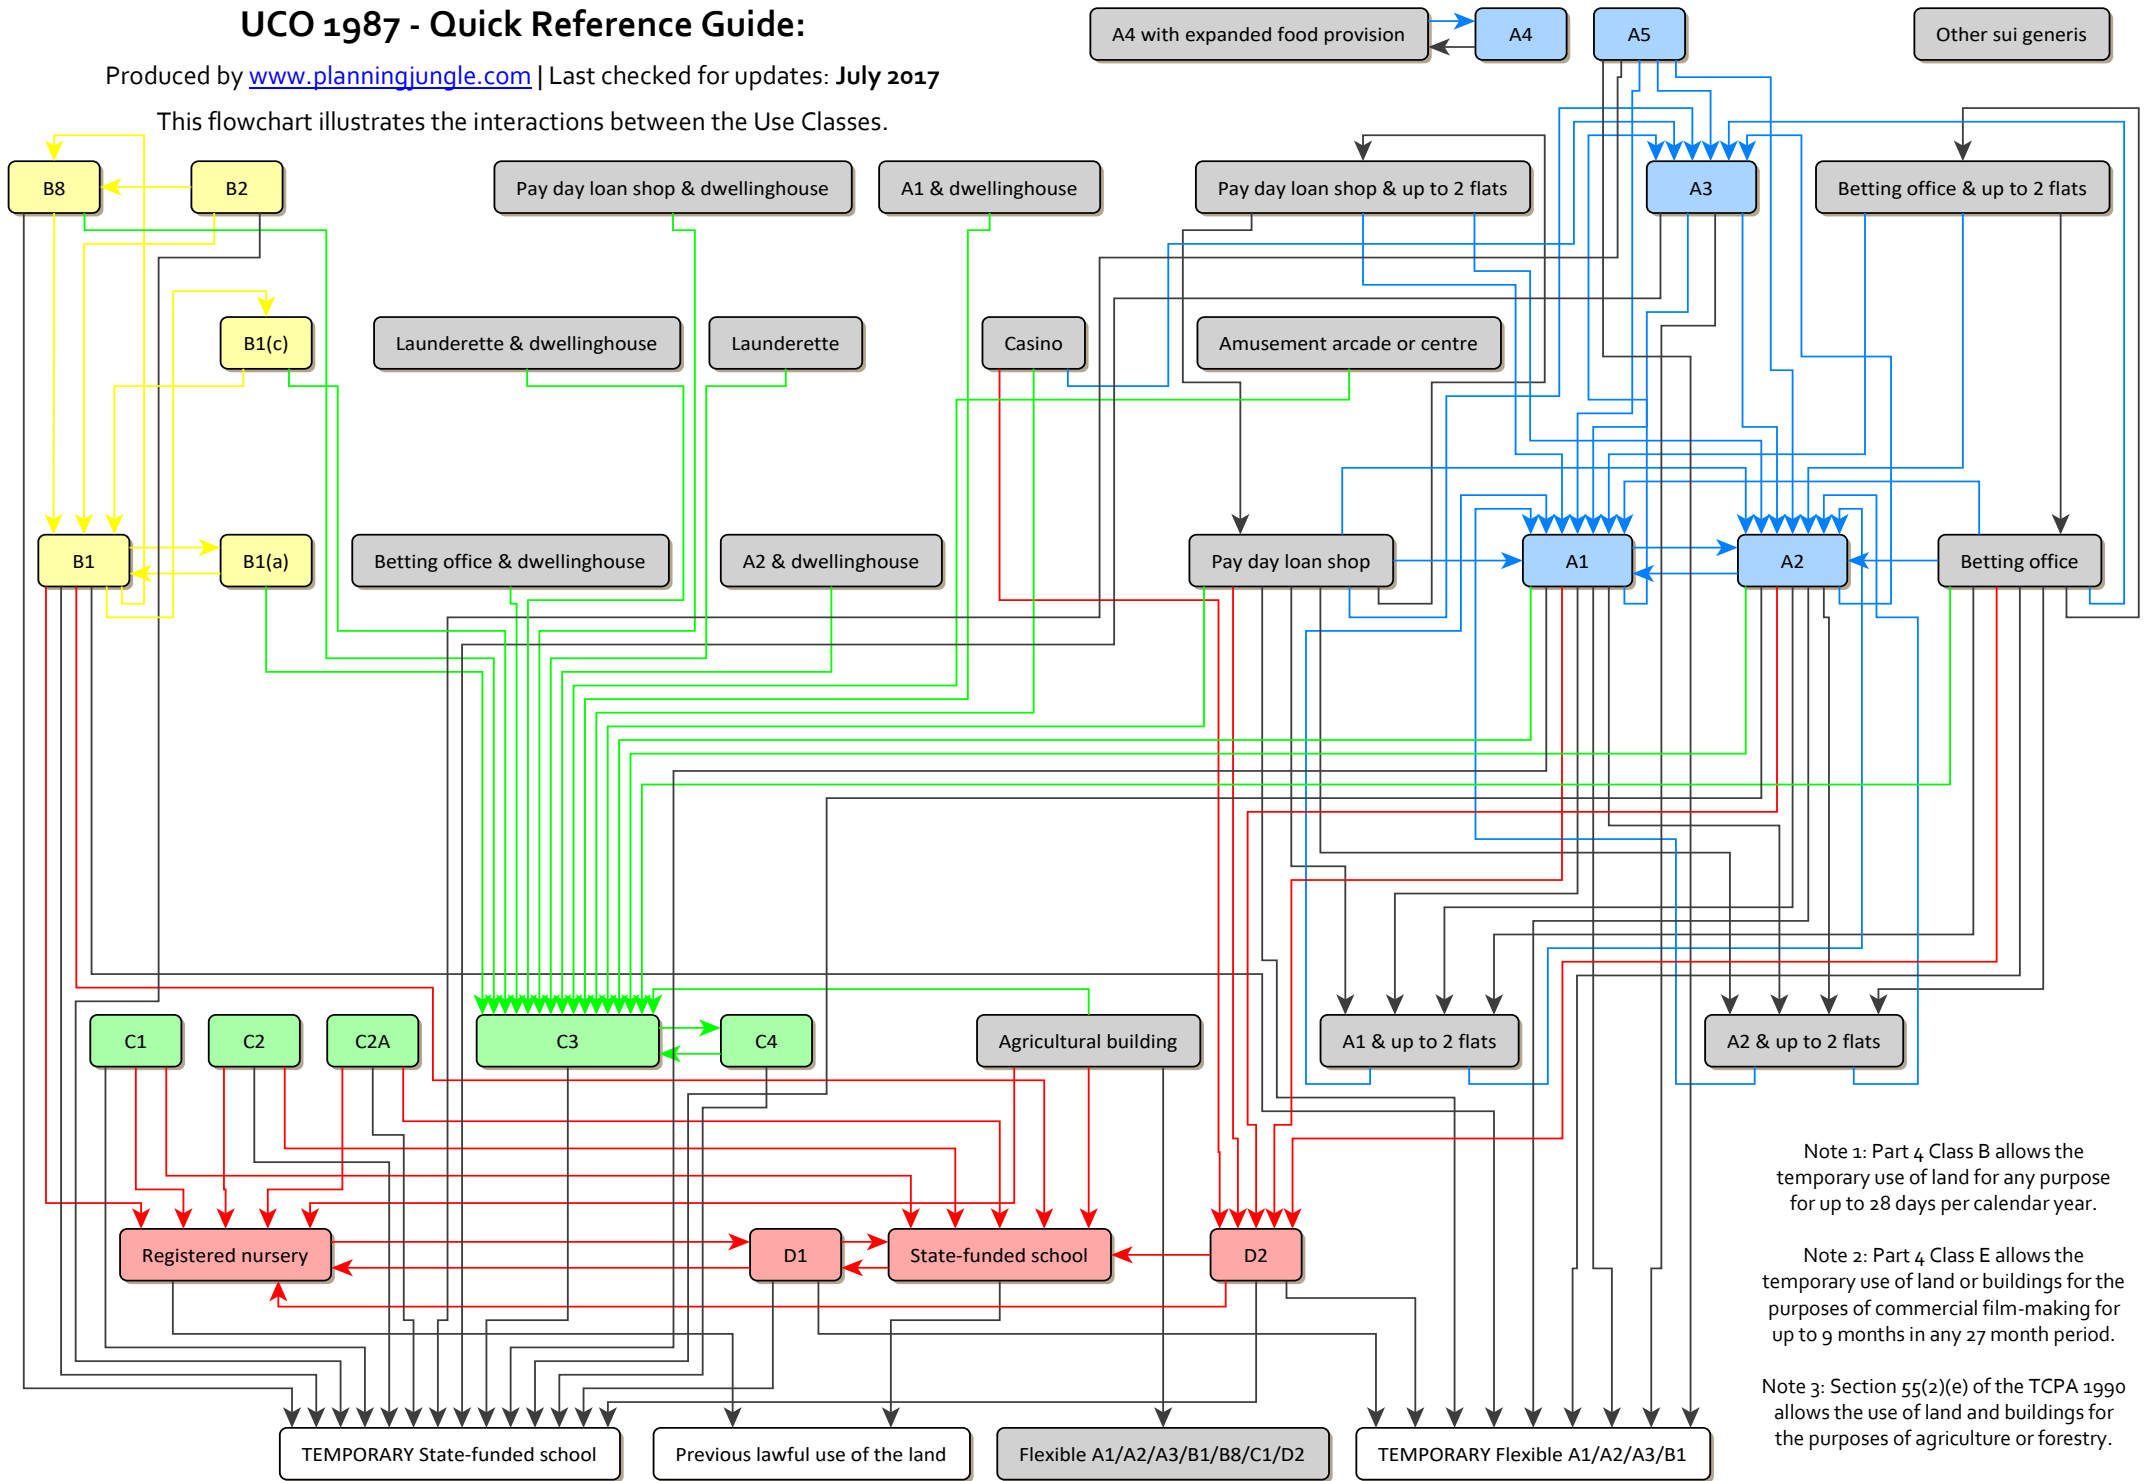 UCO 1987 - Quick Reference Guide:
Produced by www.planningjungle.com | Last checked for updates: July 2017
This flowchart illustrates the interactions between the Use Classes.
A4 with expanded food provision
A4
A5
Other sui generis
B8
B2
Pay day loan shop & dwellinghouse
A1 & dwellinghouse
Pay day loan shop & up to 2 flats
A3
Betting office & up to 2 flats
B1(c)
Launderette & dwellinghouse
Launderette
Casino
Amusement arcade or centre
B1
B1(a)
Betting office & dwellinghouse
A2 & dwellinghouse
Pay day loan shop
A1
A2
Betting office
C1
C2
C2A
C3
C4
Agricultural building
A1 & up to 2 flats
A2 & up to 2 flats
Registered nursery
D1
State-funded school
D2
Note 1: Part 4 Class B allows the
temporary use of land for any purpose
for up to 28 days per calendar year.
Note 2: Part 4 Class E allows the
temporary use of land or buildings for the
purposes of commercial film-making for
up to 9 months in any 27 month period.
Note 3: Section 55(2)(e) of the TCPA 1990
allows the use of land and buildings for
the purposes of agriculture or forestry.
TEMPORARY State-funded school
Previous lawful use of the land
Flexible A1/A2/A3/B1/B8/C1/D2
TEMPORARY Flexible A1/A2/A3/B1